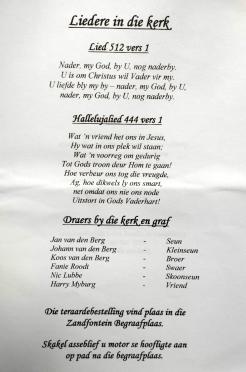 Liedere in die kerk
Lied 512 vers 1
Nader, my God, by U, nog naderby.
U is om Christus wil Vader vir my.
U liefde bly my by – nader, my God, by U,
nader, my God, by U, nog naderby.
Hallelujalied 444 vers 1
Wat 'n vriend het ons in Jesus,
Hy wat in ons plek wil staan;
Wat 'n voorreg om gedurig
Tot Gods troon deur Hom te gaan!
Hoe verbeur ons tog die vreugde,
Ag, hoe dikwels ly ons smart,
net omdat ons nie ons node
Uitstort in Gods Vaderhart!
Draers by die kerk en graf
Jan van den Berg - Seun
Johann van den Berg - Kleinseun
Koos van den Berg - Broer
Fanie Roodt - Swaer
Nic Lubbe - Skoonseun
Harry Myburg - Vriend
Die teraardebestelling vind plaas in die
Zandfontein Begraafplaas.
Skakel asseblief u motor se hoofligte aan
op pad na die begraafplaas.